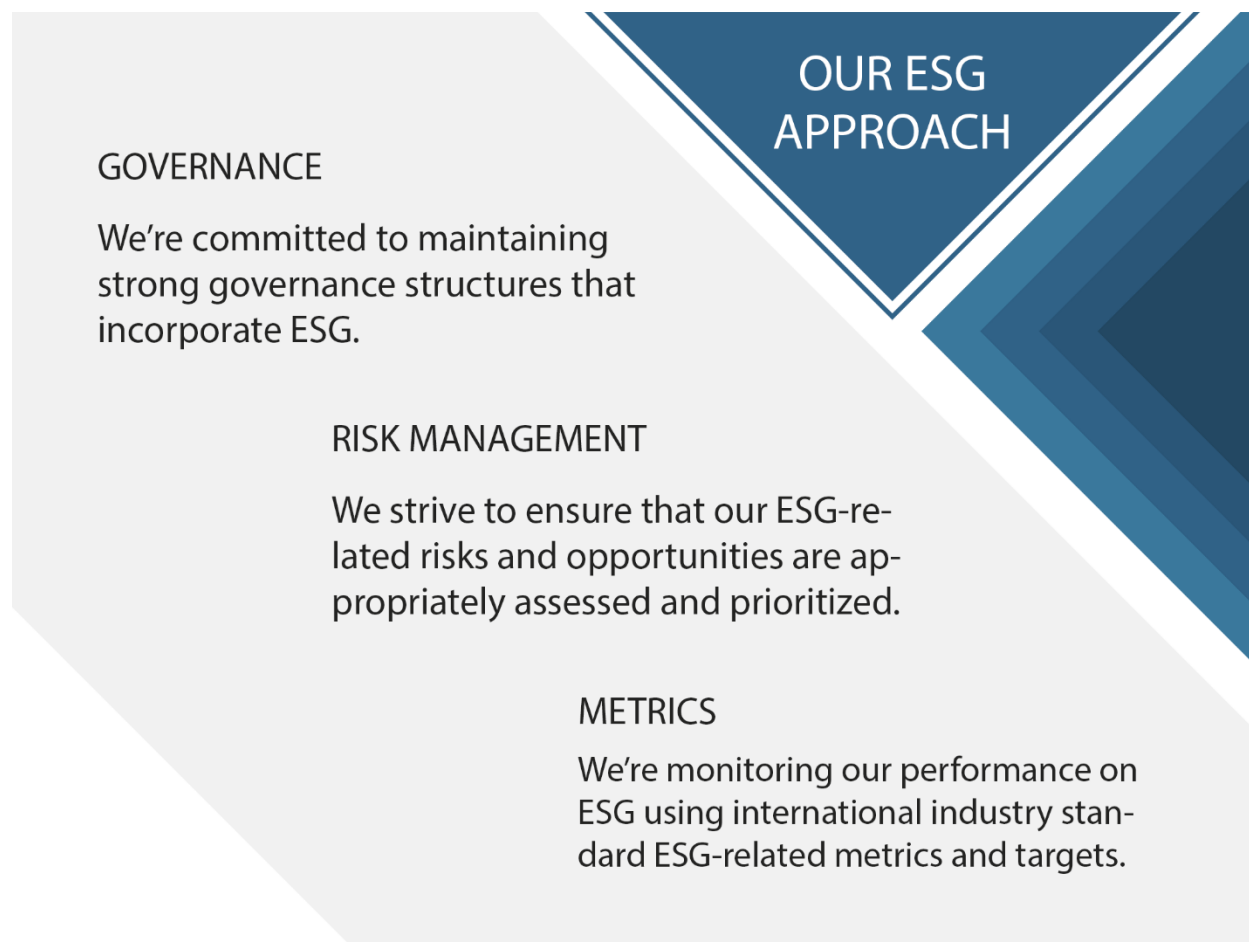 OUR ESG
APPROACH
GOVERNANCE
We’re committed to maintaining
strong governance structures that
incorporate ESG.
RISK MANAGEMENT
We strive to ensure that our ESG-re-
lated risks and opportunities are ap-
propriately assessed and prioritized.
METRICS
We’re monitoring our performance on
ESG using international industry stan-
dard ESG-related metrics and targets.